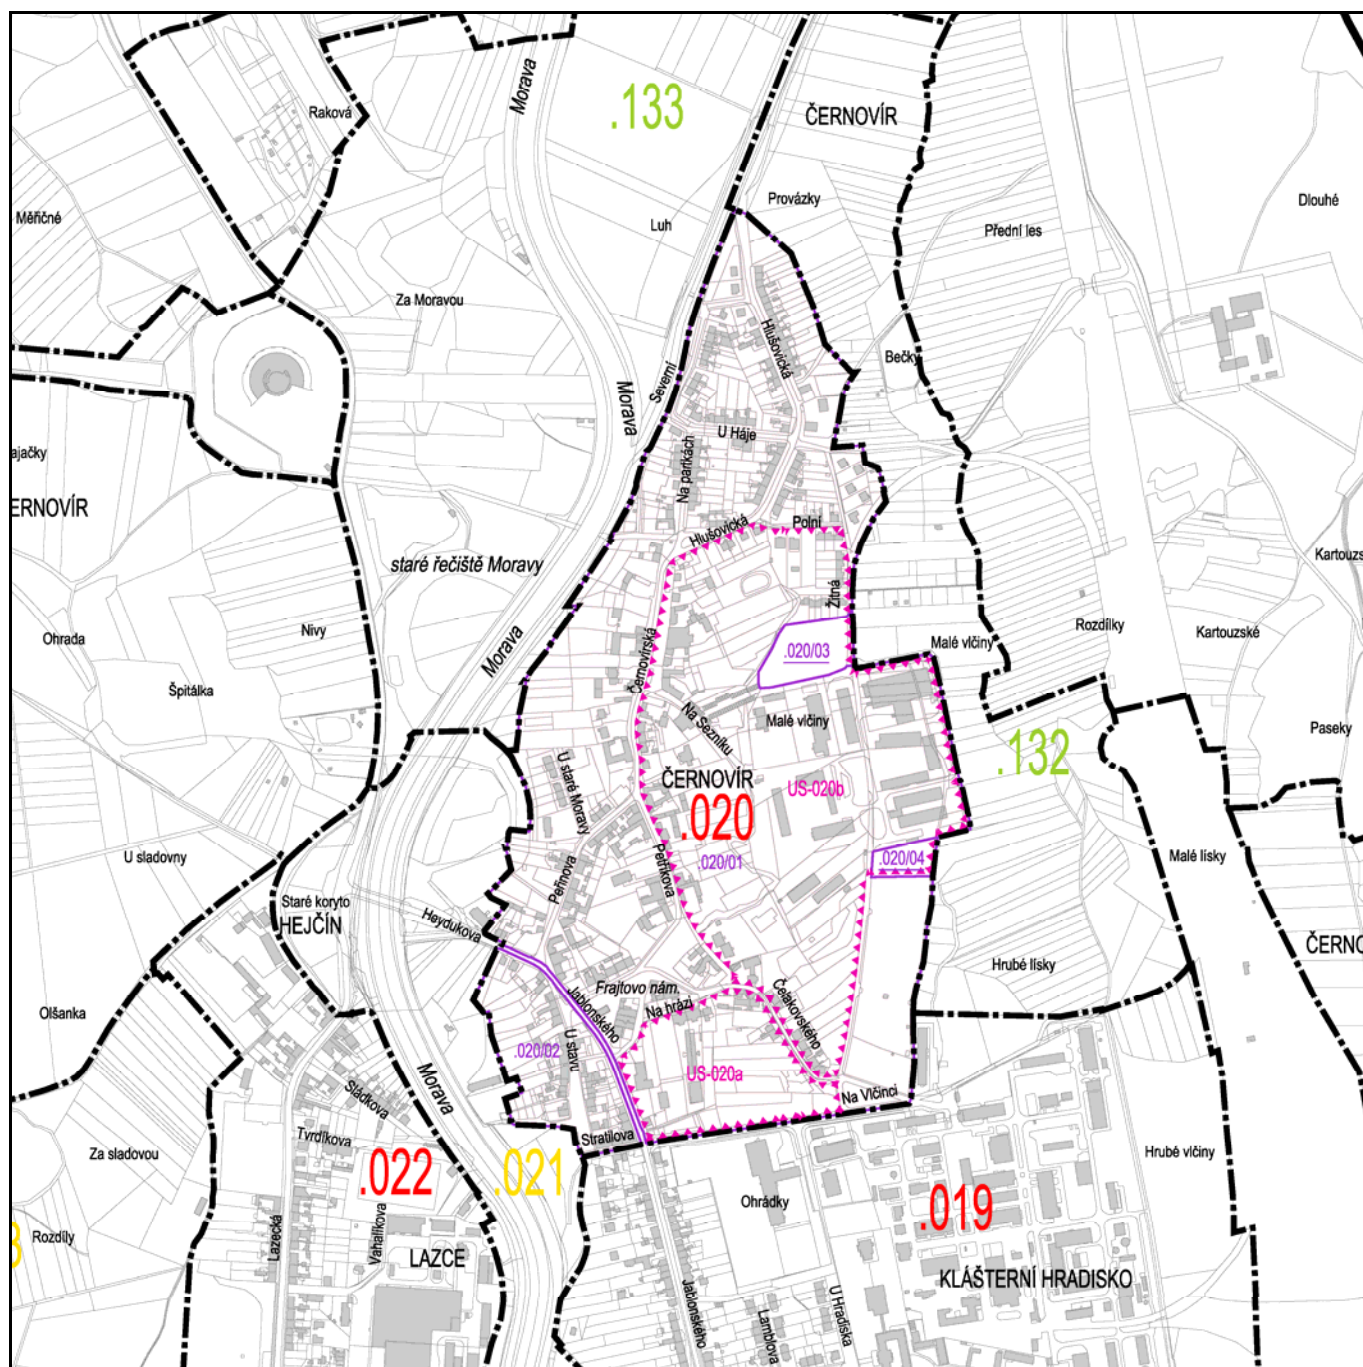 Morava
.133
Raková
ČERNOVÍR
Měřičné
Provázky
Dlouhé
Luh
Přední les
Za Moravou
Hlušovická
Severní
Bečky
Morava
U Háje
Na paríkách
ajačky
ERNOVÍR
Hlušovická
Polní
staré řečiště Moravy
Kartouzs
Žitná
Nivy
Ohrada
Morava
Černovírská
.020/03
Malé vlčiny
Rozdílky
Kartouzské
Špitálka
Na Sezníku
Malé vlčiny
Paseky
.132
U staré Moravy
ČERNOVÍR
US-020b
.020
U sladovny
Peřinova
Petříkova
.020/01
.020/04
Malé lísky
Staré koryto
HEJČÍN
Heydukova
ČERNO
Hrubé lísky
Frajtovo nám.
Čelakovského
Olšanka
Jablonského
Na hrázi
.020/02
U stavu
US-020a
Morava
Sládkova
Na Vlčinci
Tvrdíkova
Stratilova
Za sladovou
Hrubé vlčiny
.022
.021
Ohrádky
.019
Lazecká
Vahalíkova
Rozdíly
3
LAZCE
KLÁŠTERNÍ HRADISKO
Jablonského
Lamblova
U Hradiska